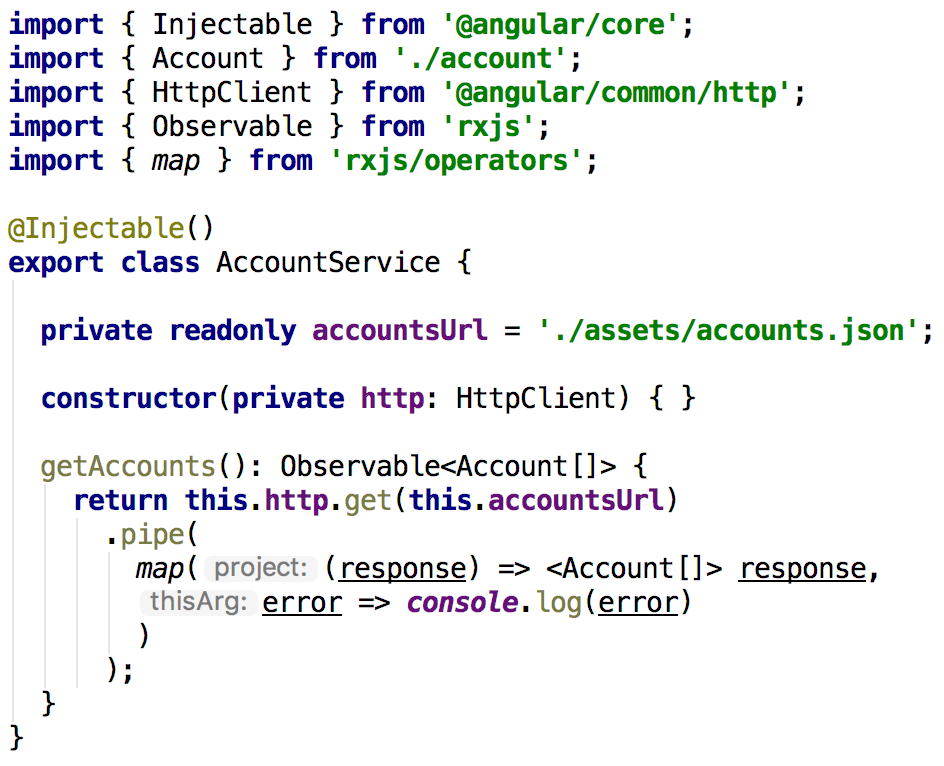 import { Injectable } from '@angular/core';
import { Account } from './account';
import { HttpClient } from '@angular/common/http';
import { Observable } from 'rxjs';
import { map } from 'rxjs/operators';
@Injectable()
export class AccountService {
private readonly accountsUrl = './assets/accounts.json';
constructor(private http: HttpClient) { }
getAccounts(): Observable<Account[]> {
return this.http.get(this.accountsUrl)
.pipe(
map( project: (response) => <Account[]> response,
thisArg: error => console.log(error)
)
);
}
}